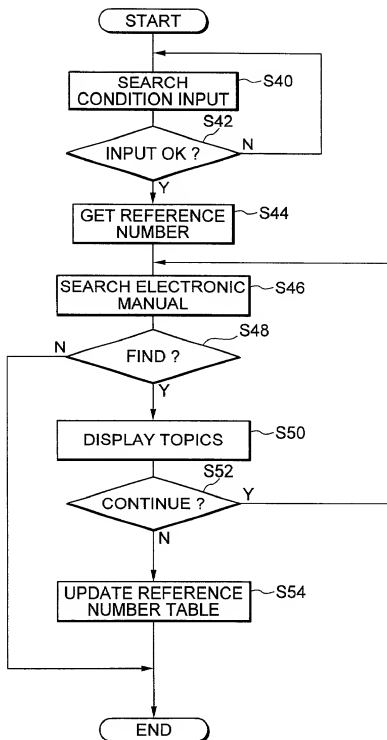 START
SEARCH
CONDITION INPUT
S40
S42
INPUT OK ?
N
Y
GET REFERENCE
NUMBER
S44
SEARCH ELECTRONIC
MANUAL
S46
S48
N
FIND ?
Y
DISPLAY TOPICS
S50
S52
CONTINUE ?
Y
N
UPDATE REFERENCE
NUMBER TABLE
S54
END